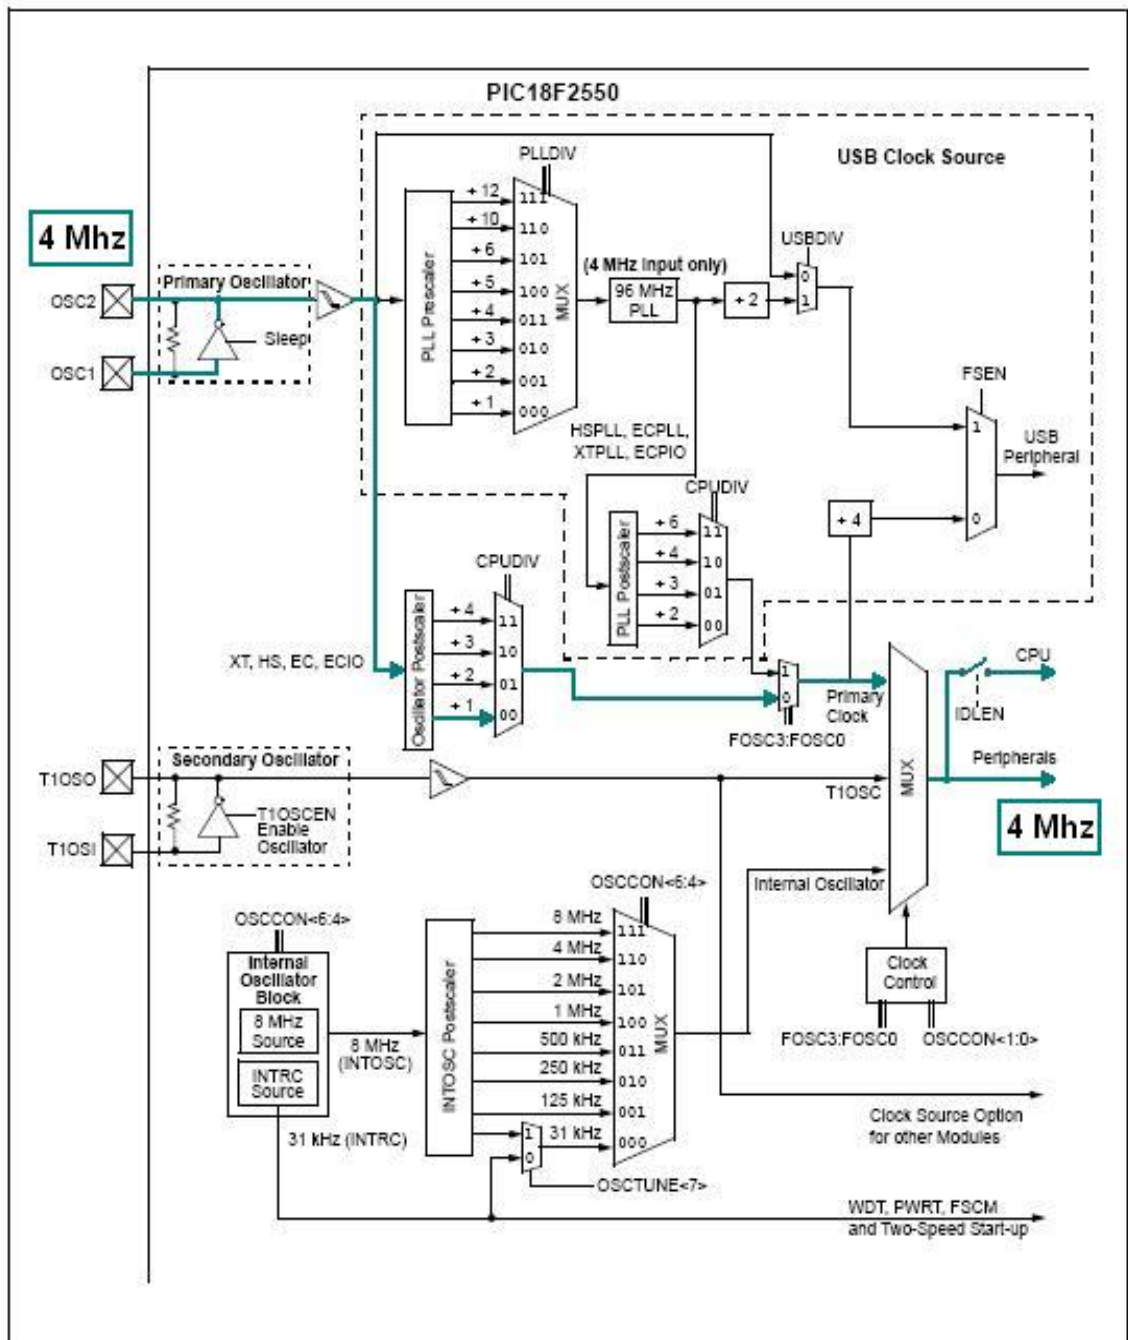 PIC18F2550
USB Clock Source
PLLDIV
4 Mhz
Primary Oscillator
OSC2
OSC1
Sleep
PLL Prescaler
÷ 12
÷ 10
÷ 6
÷ 5
÷ 4
÷ 3
÷ 2
÷ 1
111
110
101
100
011
010
001
000
MUX
(4 MHz Input only)
96 MHz
PLL
÷ 2
USBDIV
0
1
FSEN
1
0
USB
Peripheral
÷ 4
HSPLL, ECPLL,
XTPLL, ECPIO
CPUDIV
PLL Postscaler
÷ 6
÷ 4
÷ 3
÷ 2
11
10
01
00
CPUDIV
XT, HS, EC, ECIO
Oscillator Postscaler
÷ 4
÷ 3
÷ 2
÷ 1
11
10
01
00
1
0
FOSC3:FOSC0
Primary
Clock
CPU
IDLEN
Peripherals
4 Mhz
MUX
Secondary Oscillator
T1OSO
T1OSI
T1OSCEN
Enable
Oscillator
T1OSC
Internal Oscillator
OSCCON<6:4>
OSCCON<6:4>
Internal
Oscillator
Block
8 MHz
Source
INTRC
Source
8 MHz
(INTOSC)
31 kHz (INTRC)
INTOSC Postscaler
8 MHz
4 MHz
2 MHz
1 MHz
500 kHz
250 kHz
125 kHz
31 kHz
1
0
111
110
101
100
011
010
001
000
MUX
OSCTUNE<7>
Clock
Control
FOSC3:FOSC0
OSCCON<1:0>
Clock Source Option
for other Modules
WDT, PWRT, FSCM
and Two-Speed Start-up